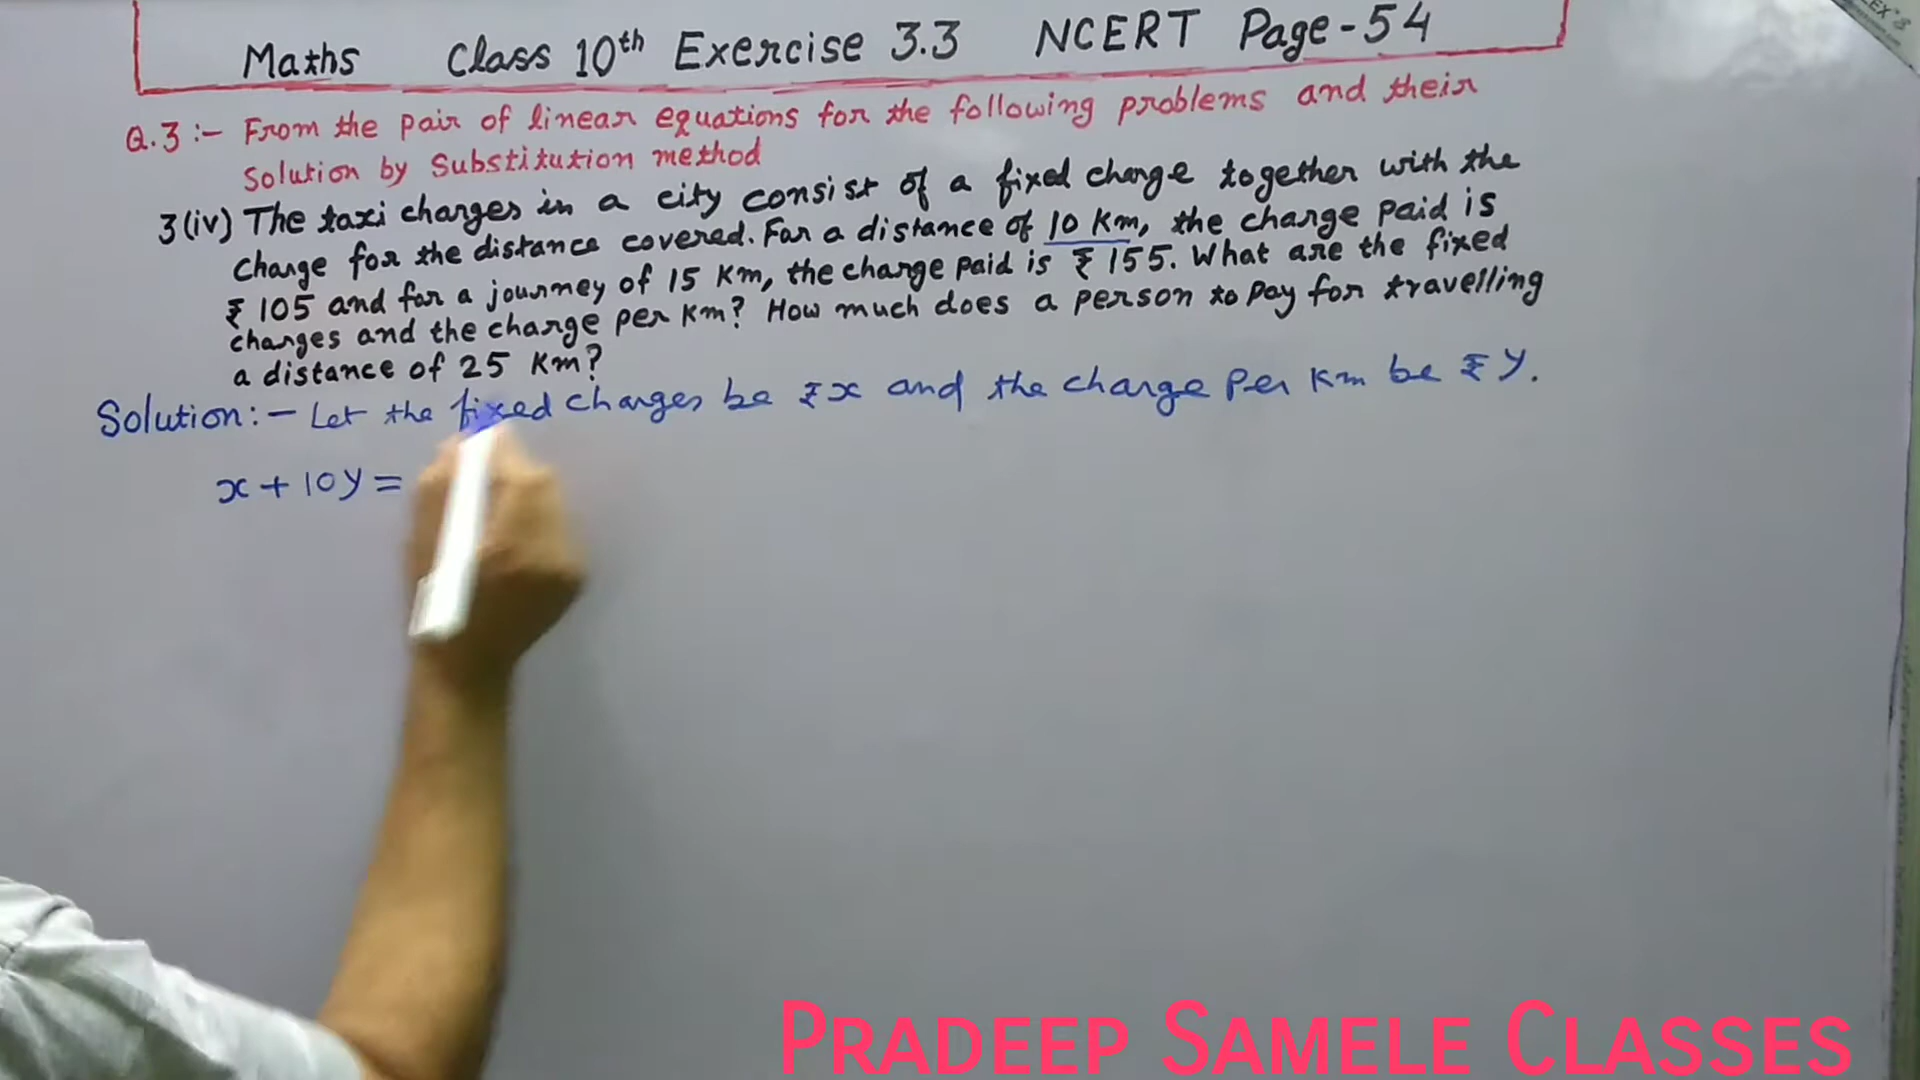 Maths Class 10th Exercise 3.3 NCERT Page-54
Q.3:- From the pair of linear equations for the following problems and their
Solution by Substitution method
3(iv) The taxi charges in a city consist of a fixed charge together with the
charge for the distance covered. For a distance of 10 Km, the charge paid is
₹ 105 and for a journey of 15 Km, the charge paid is ₹ 155. What are the fixed
charges and the charge per Km? How much does a person to pay for travelling
a distance of 25 Km?
Solution:- Let the fixed charges be ₹x and the charge Per Km be ₹ y.
x + 10y =
PRADEEP SAMELE CLASSES